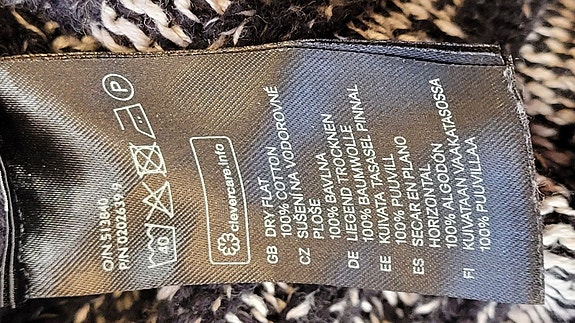 O/N 512840
P/N 0202639.9
40
P
clevercare.info
GB DRY FLAT
100% COTTON
CZ SUŠENÍ NA VODOROVNÉ
PLOŠE
100% BAVLNA
DE LIEGEND TROCKNEN
100% BAUMWOLLE
EE KUIVATA TASASEL PINNAL
100% PUUVILL
ES SECAR EN PLANO
HORIZONTAL
100% ALGODÓN
FI KUIVATAAN VAAKATASOSSA
100% PUUVILLAA